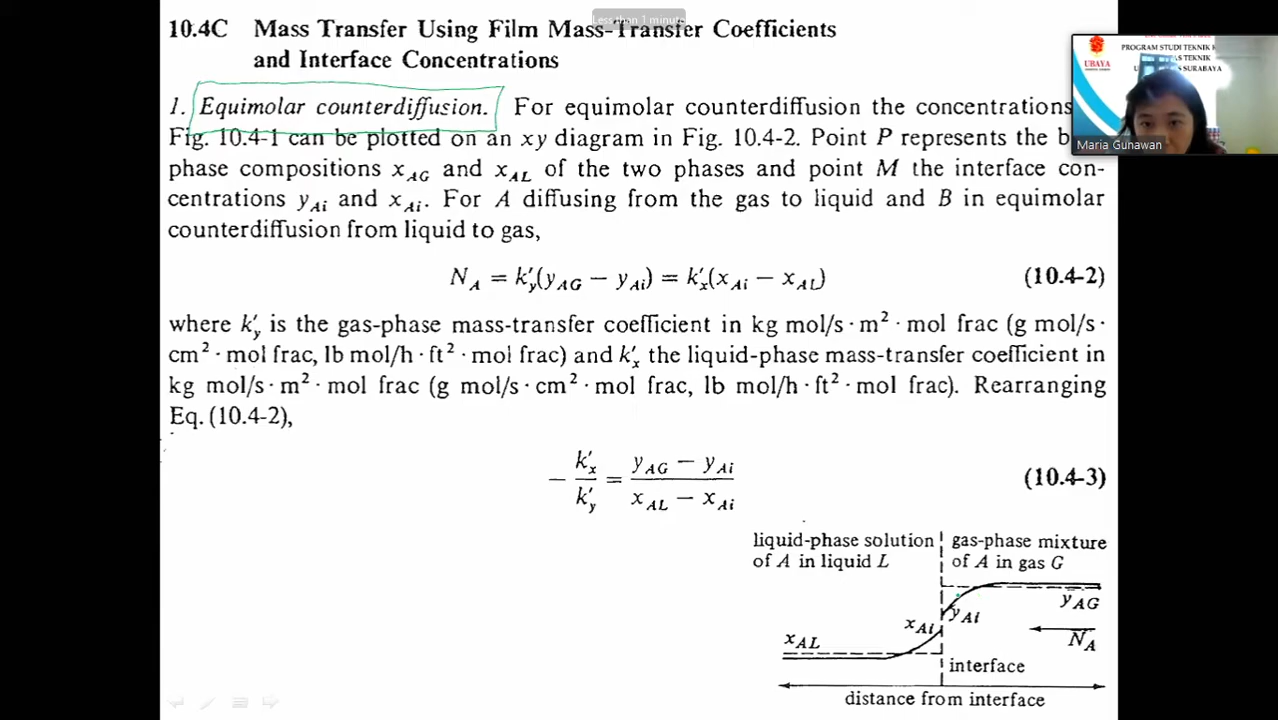 Less than 1 minute
10.4C Mass Transfer Using Film Mass-Transfer Coefficients
and Interface Concentrations
1. Equimolar counterdiffusion. For equimolar counterdiffusion the concentrations
Fig. 10.4-1 can be plotted on an xy diagram in Fig. 10.4-2. Point P represents the b
phase compositions x_AG and x_AL of the two phases and point M the interface con-
centrations y_Ai and x_Ai. For A diffusing from the gas to liquid and B in equimolar
counterdiffusion from liquid to gas,
N_A = k'_y(y_AG − y_Ai) = k'_x(x_Ai − x_AL) (10.4-2)
where k'_y is the gas-phase mass-transfer coefficient in kg mol/s · m² · mol frac (g mol/s ·
cm² · mol frac, lb mol/h · ft² · mol frac) and k'_x the liquid-phase mass-transfer coefficient in
kg mol/s · m² · mol frac (g mol/s · cm² · mol frac, lb mol/h · ft² · mol frac). Rearranging
Eq. (10.4-2),
− k'_x / k'_y = (y_AG − y_Ai) / (x_AL − x_Ai) (10.4-3)
liquid-phase solution
of A in liquid L
gas-phase mixture
of A in gas G
y_AG
y_Ai
x_Ai
x_AL
N_A
interface
distance from interface
UBAYA
PROGRAM STUDI TEKNIK
SURABAYA
Maria Gunawan